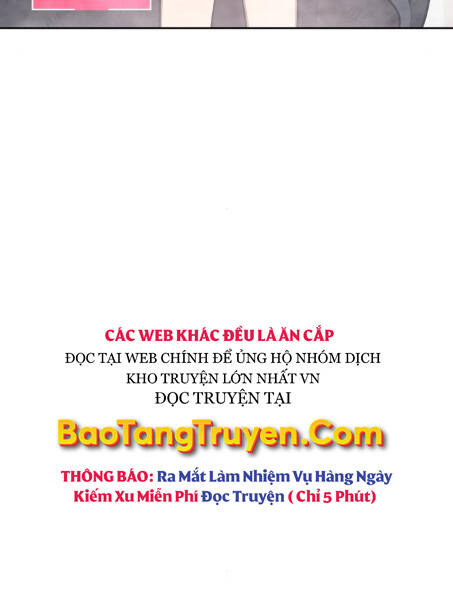 CÁC WEB KHÁC ĐỀU LÀ ĂN CẮP
ĐỌC TẠI WEB CHÍNH ĐỂ ỦNG HỘ NHÓM DỊCH
KHO TRUYỆN LỚN NHẤT VN
ĐỌC TRUYỆN TẠI
BaoTangTruyen.Com
THÔNG BÁO: Ra Mắt Làm Nhiệm Vụ Hàng Ngày
Kiếm Xu Miễn Phí Đọc Truyện ( Chỉ 5 Phút)